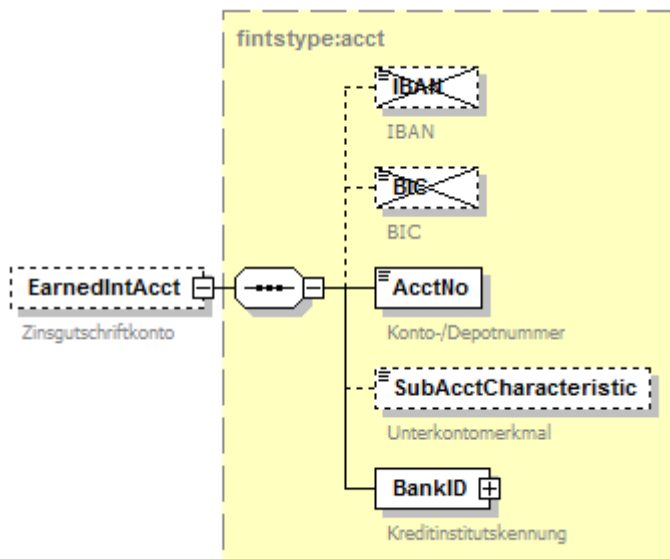 fintstype:acct
IBAN
IBAN
BIC
BIC
EarnedIntAcct
Zinsgutschriftkonto
AcctNo
Konto-/Depotnummer
SubAcctCharacteristic
Unterkontomerkmal
BankID
Kreditinstitutskennung